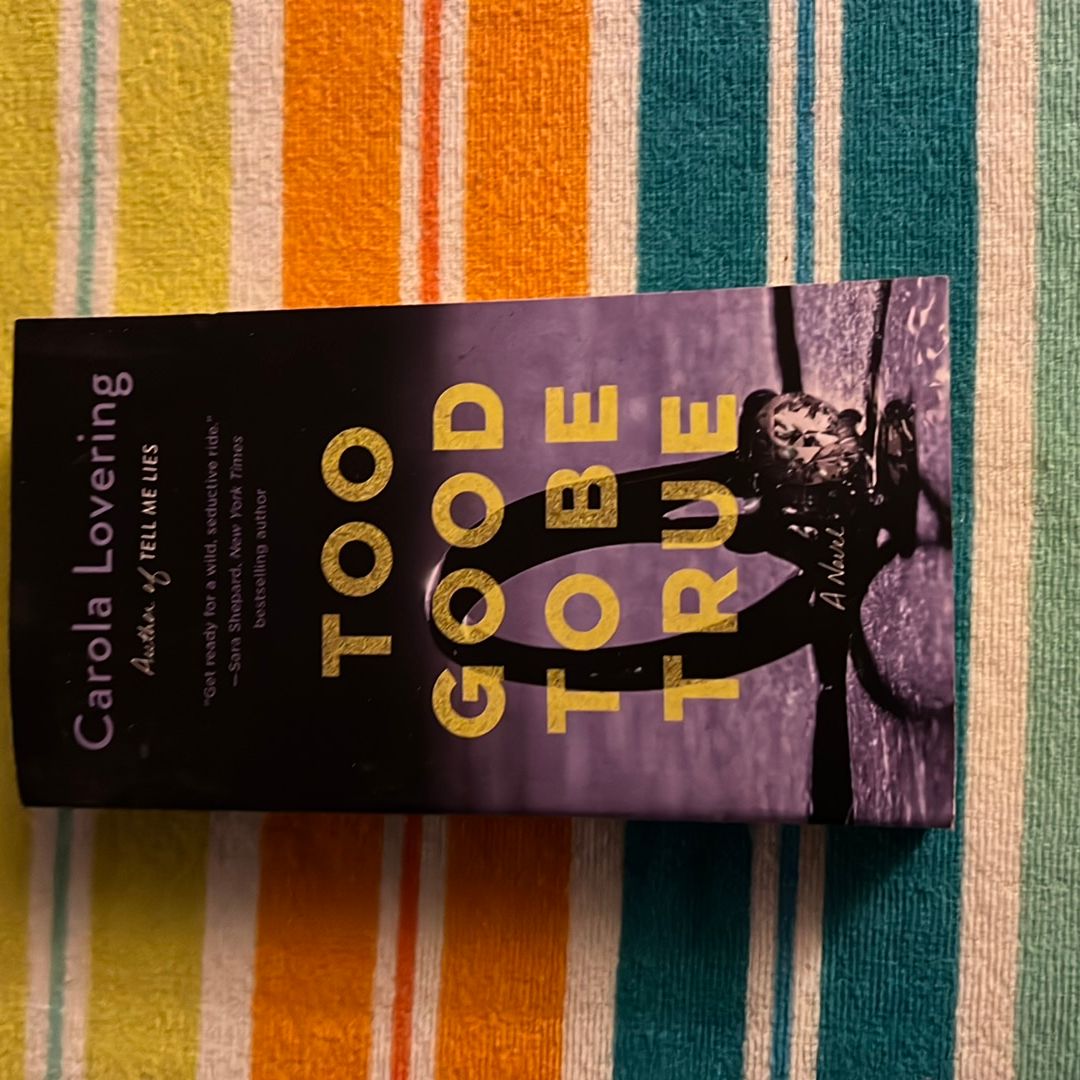 Carola Lovering
Author of TELL ME LIES
"Get ready for a wild, seductive ride."
—Sara Shepard, New York Times
bestselling author
TOO
GOOD
TO BE
TRUE
A Novel